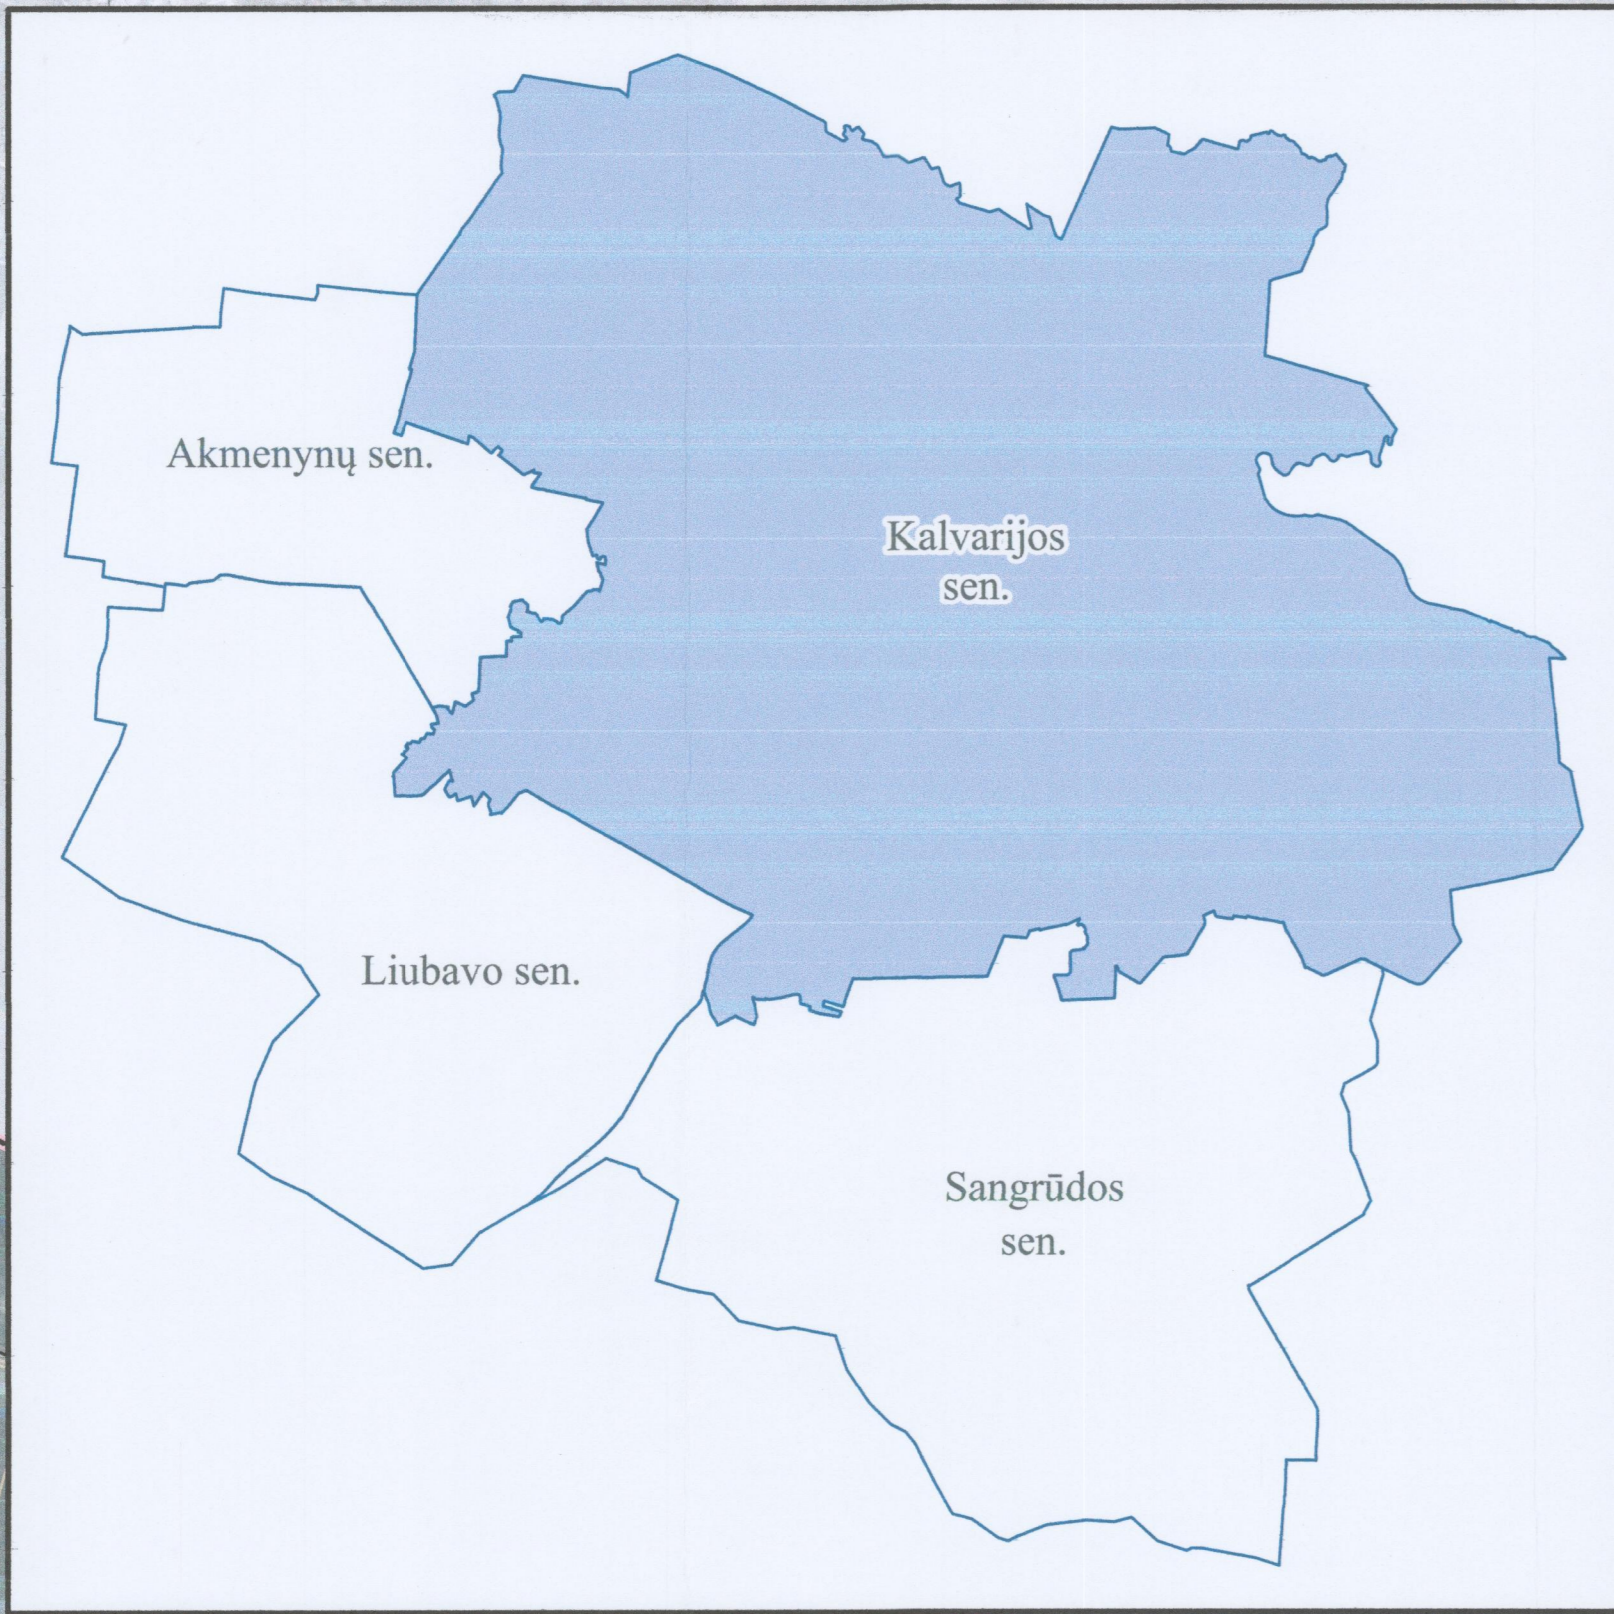 Akmenynų sen.
Kalvarijos
sen.
Liubavo sen.
Sangrūdos
sen.